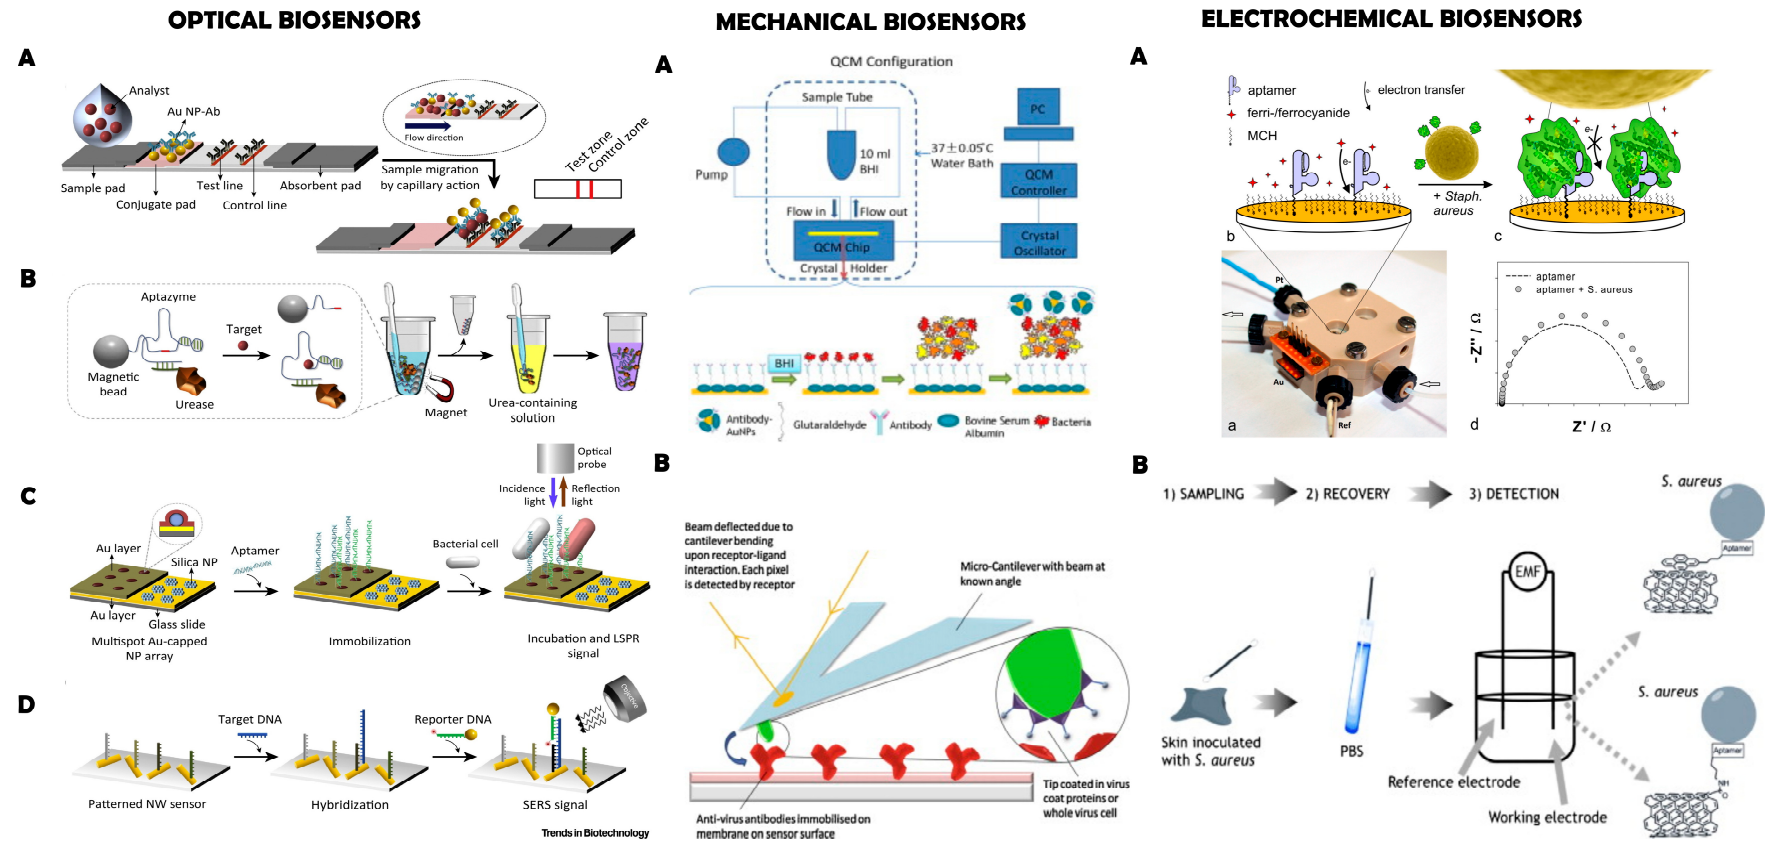 OPTICAL BIOSENSORS
A
Analyst
Au NP-Ab
Flow direction
Test zone
Control zone
Sample migration
by capillary action
Sample pad
Conjugate pad
Test line
Control line
Absorbent pad
B
Aptazyme
Target
Magnetic
bead
Urease
Magnet
Urea-containing
solution
C
Optical
probe
Incidence
light
Reflection
light
Au layer
Aptamer
Silica NP
Bacterial cell
Au layer
Glass slide
Multispot Au-capped
NP array
Immobilization
Incubation and LSPR
signal
D
Target DNA
Reporter DNA
Objective
Patterned NW sensor
Hybridization
SERS signal
Trends in Biotechnology
MECHANICAL BIOSENSORS
A
QCM Configuration
Sample Tube
PC
Pump
10 ml
BHI
37±0.05°C
Water Bath
QCM
Controller
Flow in
Flow out
QCM Chip
Crystal
Oscillator
Crystal Holder
BHI
Antibody-
AuNPs
Glutaraldehyde
Antibody
Bovine Serum
Albumin
Bacteria
B
Beam deflected due to
cantilever bending
upon receptor-ligand
interaction. Each pixel
is detected by receptor
Micro-Cantilever with beam at
known angle
Tip coated in virus
coat proteins or
whole virus cell
Anti-virus antibodies immobilised on
membrane on sensor surface
ELECTROCHEMICAL BIOSENSORS
A
aptamer
electron transfer
ferri-/ferrocyanide
MCH
e-
e-
e-
+ Staph.
aureus
b
c
Pt
Au
Ref
a
aptamer
aptamer + S. aureus
-Z'' / Ω
Z' / Ω
d
B
1) SAMPLING
2) RECOVERY
3) DETECTION
S. aureus
Aptamer
EMF
S. aureus
Aptamer
NH
O
Skin inoculated
with S. aureus
PBS
Reference electrode
Working electrode